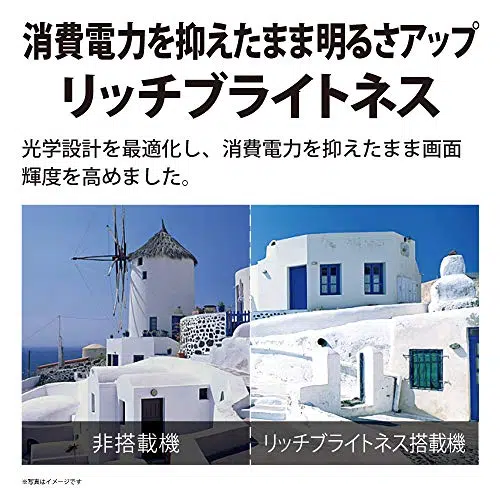 消費電力を抑えたまま明るさアップ
リッチブライトネス
光学設計を最適化し、消費電力を抑えたまま画面
輝度を高めました。
非搭載機
リッチブライトネス搭載機
※写真はイメージです